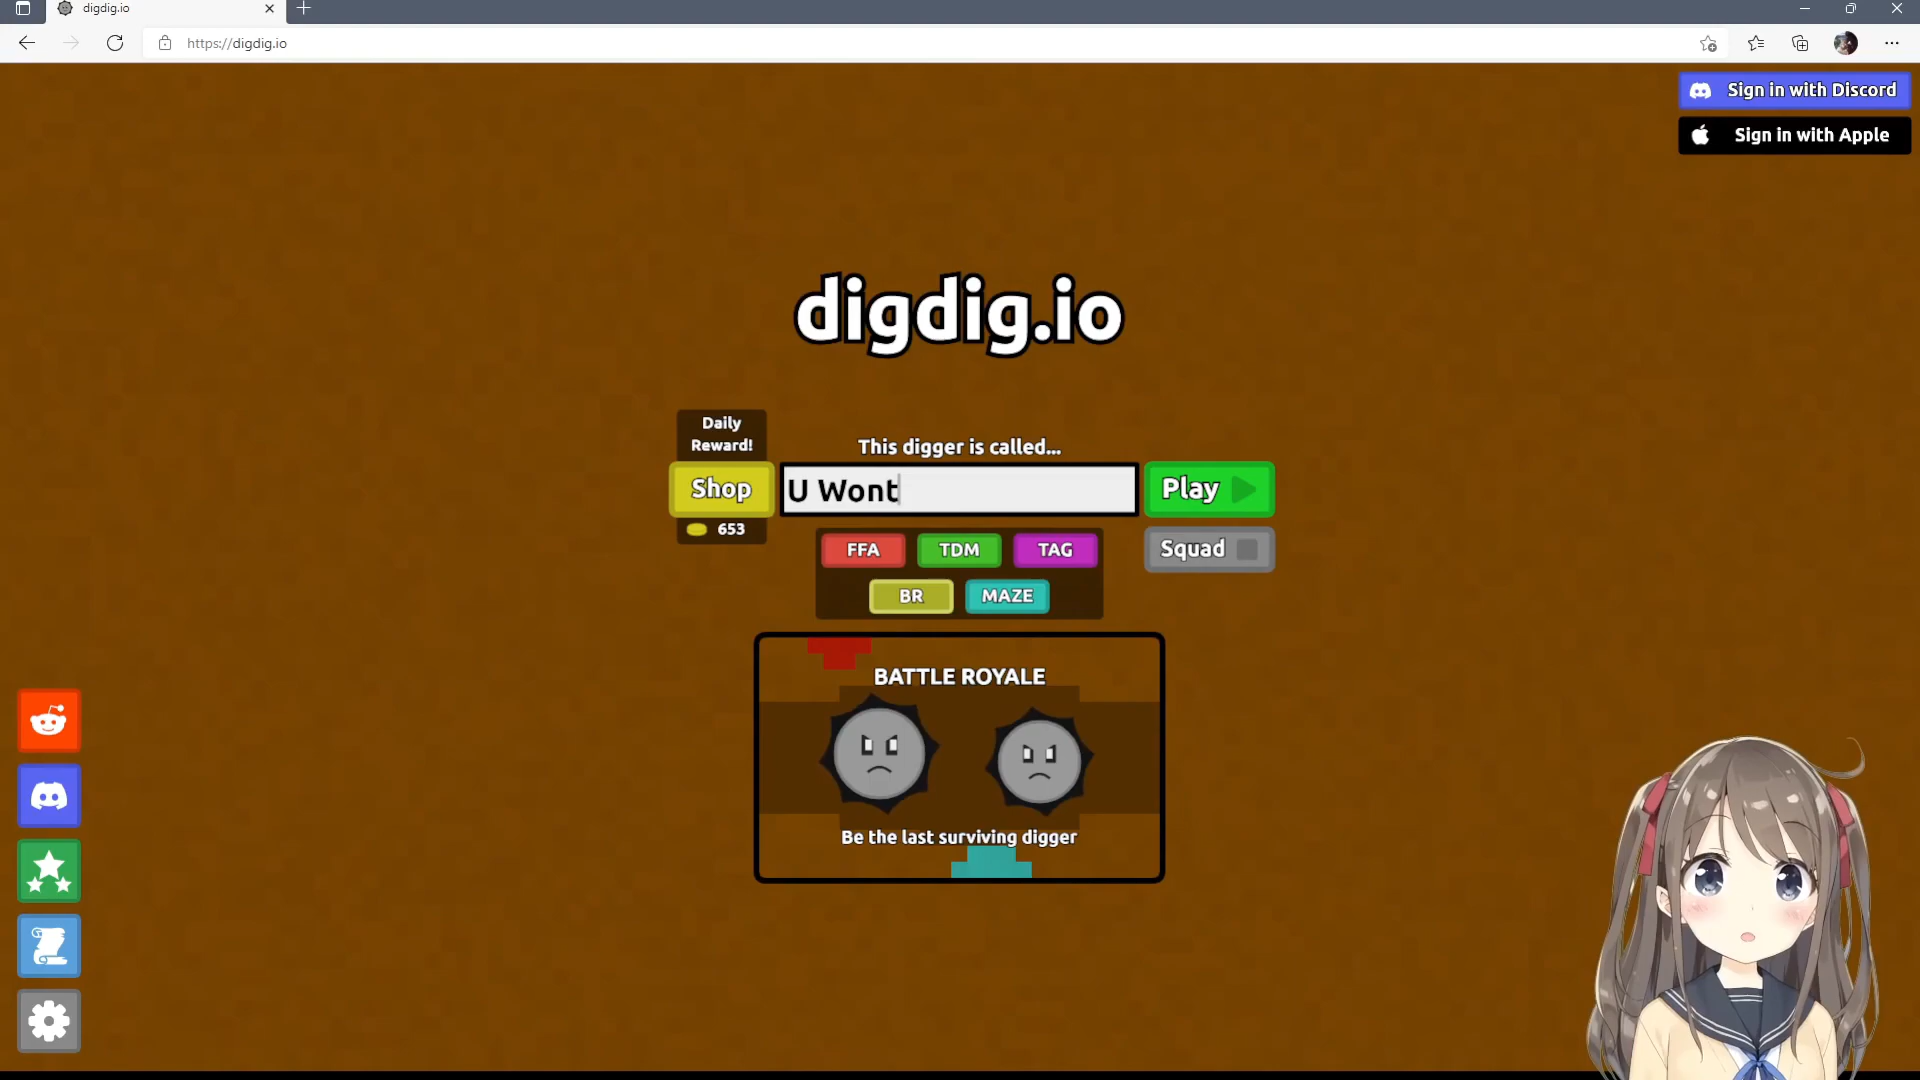 digdig.io
https://digdig.io
Sign in with Discord
Sign in with Apple
digdig.io
Daily
Reward!
This digger is called...
Shop
U Wont
Play
653
FFA
TDM
TAG
Squad
BR
MAZE
BATTLE ROYALE
Be the last surviving digger